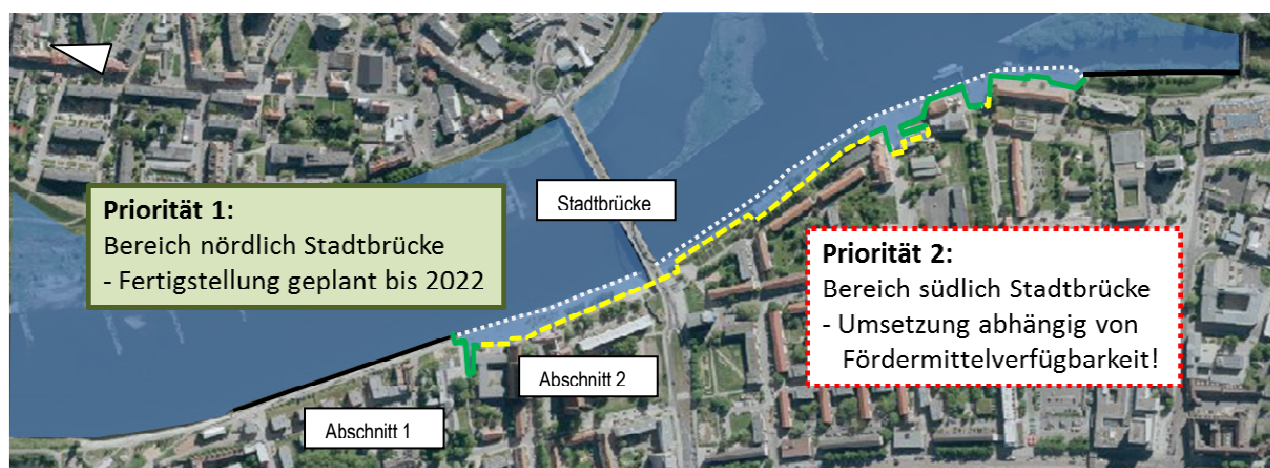 Priorität 1:
Bereich nördlich Stadtbrücke
- Fertigstellung geplant bis 2022
Stadtbrücke
Priorität 2:
Bereich südlich Stadtbrücke
- Umsetzung abhängig von
Fördermittelverfügbarkeit!
Abschnitt 2
Abschnitt 1